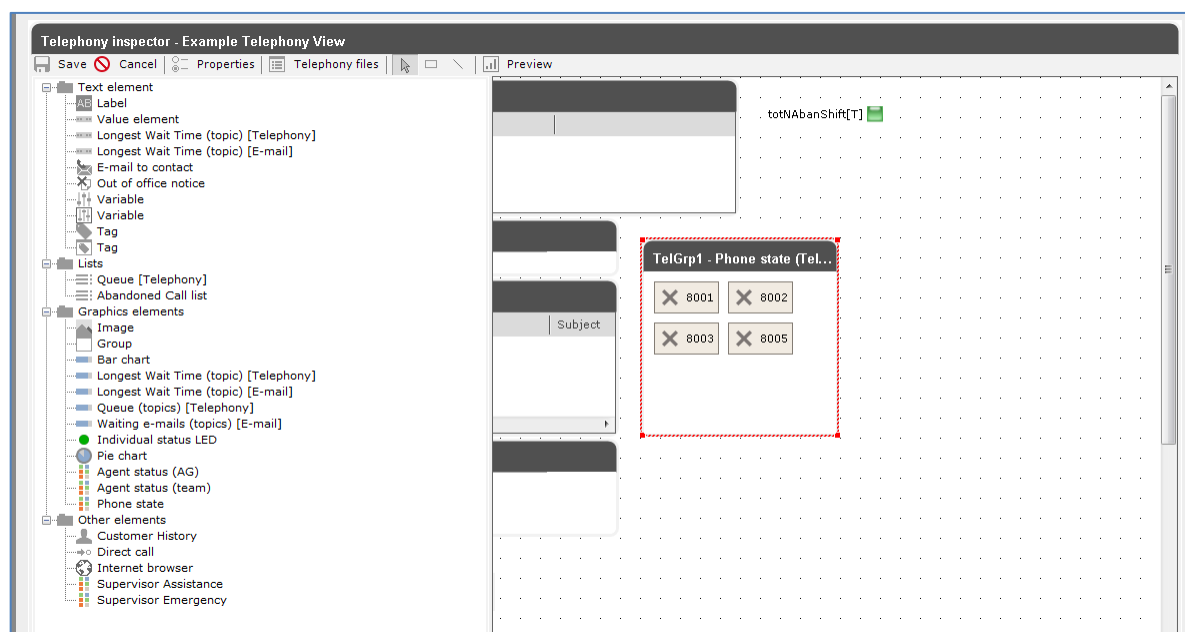 Telephony inspector - Example Telephony View
Save Cancel Properties Telephony files Preview
Text element
AB Label
Value element
Longest Wait Time (topic) [Telephony]
Longest Wait Time (topic) [E-mail]
E-mail to contact
Out of office notice
Variable
Variable
Tag
Tag
Lists
Queue [Telephony]
Abandoned Call list
Graphics elements
Image
Group
Bar chart
Longest Wait Time (topic) [Telephony]
Longest Wait Time (topic) [E-mail]
Queue (topics) [Telephony]
Waiting e-mails (topics) [E-mail]
Individual status LED
Pie chart
Agent status (AG)
Agent status (team)
Phone state
Other elements
Customer History
Direct call
Internet browser
Supervisor Assistance
Supervisor Emergency
totNAbanShift[T]
Subject
TelGrp1 - Phone state (Tel...
8001 8002
8003 8005